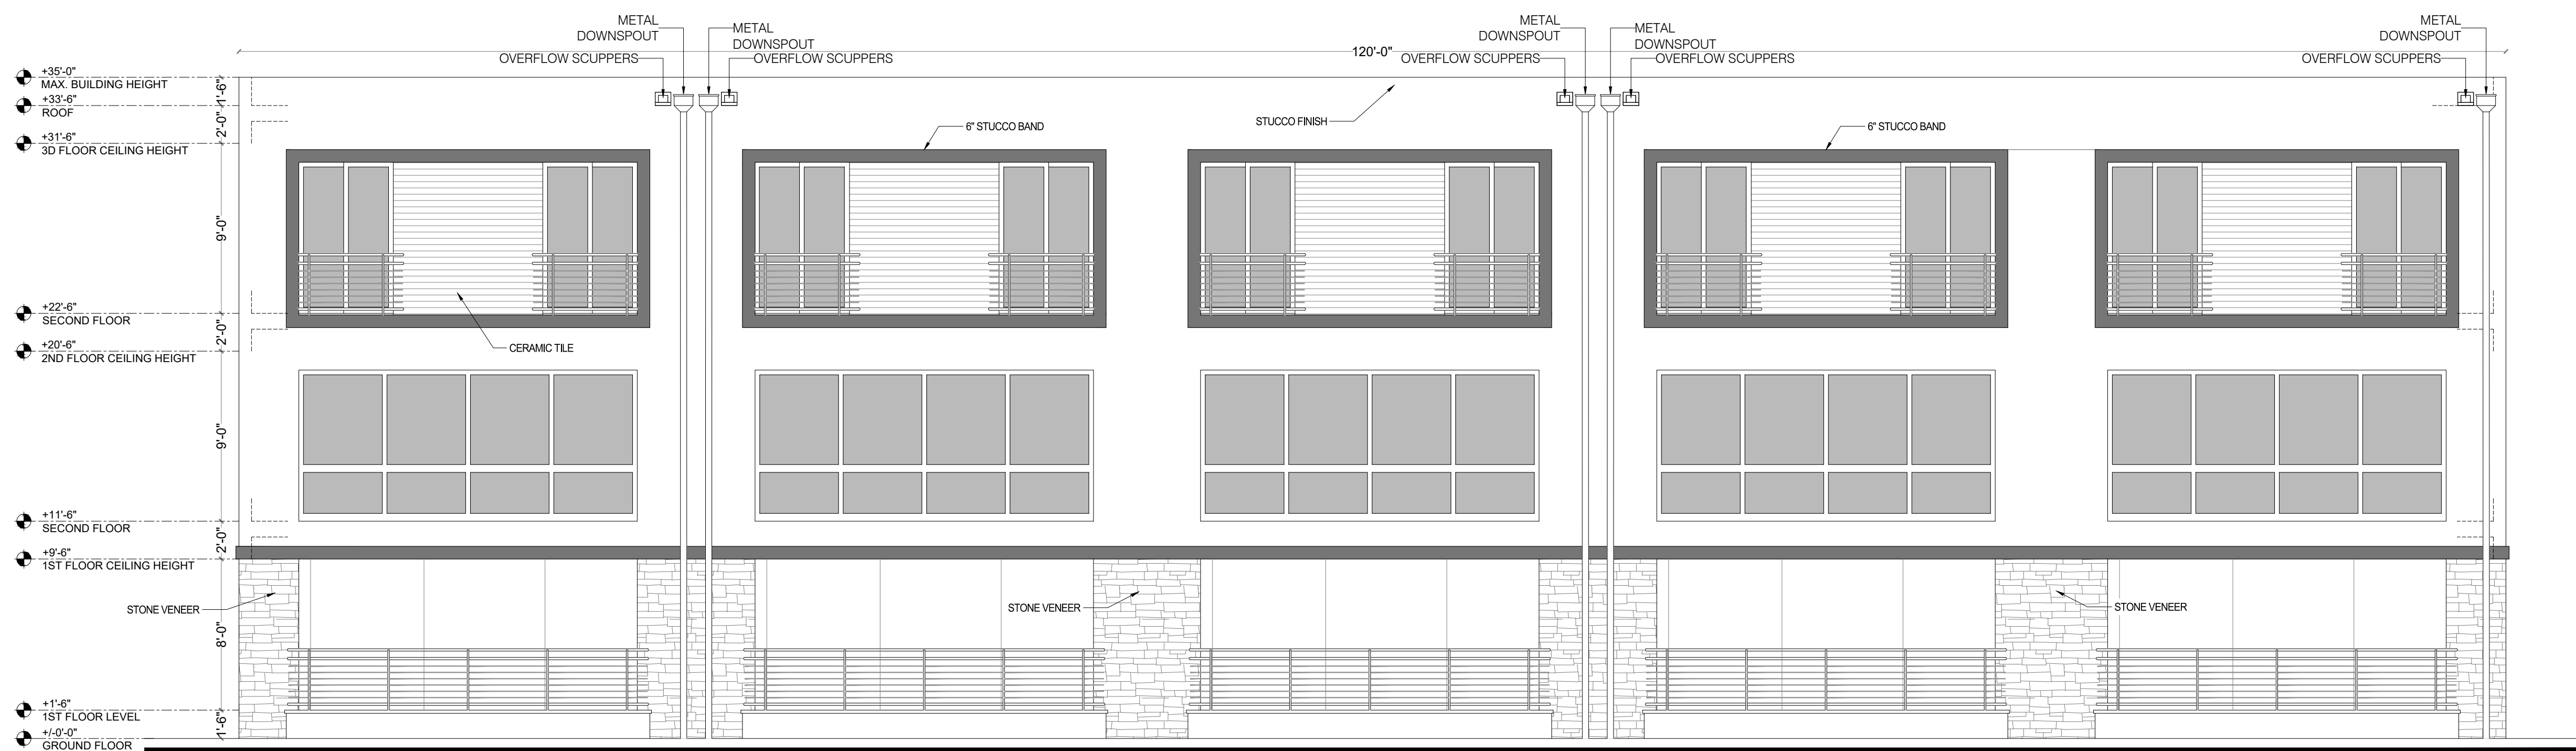 METAL
DOWNSPOUT
METAL
DOWNSPOUT
METAL
DOWNSPOUT
METAL
DOWNSPOUT
METAL
DOWNSPOUT
120'-0"
OVERFLOW SCUPPERS
OVERFLOW SCUPPERS
OVERFLOW SCUPPERS
OVERFLOW SCUPPERS
OVERFLOW SCUPPERS
+35'-0"
MAX. BUILDING HEIGHT
1'-6"
+33'-6"
ROOF
2'-0"
+31'-6"
3D FLOOR CEILING HEIGHT
6" STUCCO BAND
STUCCO FINISH
6" STUCCO BAND
9'-0"
+22'-6"
SECOND FLOOR
2'-0"
+20'-6"
2ND FLOOR CEILING HEIGHT
CERAMIC TILE
9'-0"
+11'-6"
SECOND FLOOR
2'-0"
+9'-6"
1ST FLOOR CEILING HEIGHT
STONE VENEER
STONE VENEER
STONE VENEER
8'-0"
+1'-6"
1ST FLOOR LEVEL
1'-6"
+/-0'-0"
GROUND FLOOR